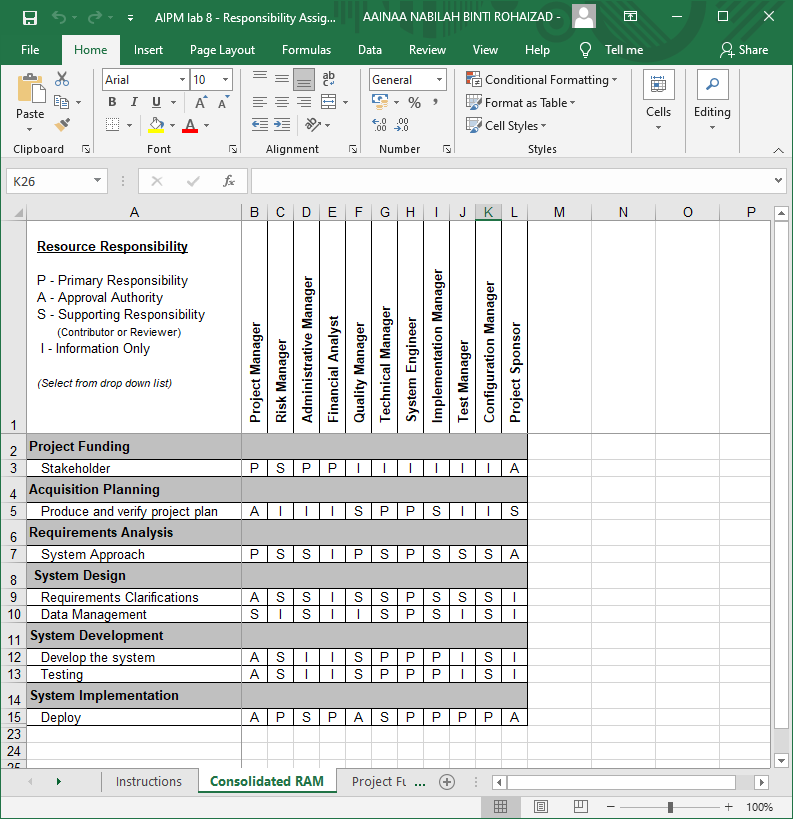 AIPM lab 8 - Responsibility Assig... AAINAA NABILAH BINTI ROHAIZAD -
File Home Insert Page Layout Formulas Data Review View Help Tell me Share
Paste
Clipboard
Arial 10
B I U A A
A
Font
ab
Alignment
General
% ,
Number
Conditional Formatting
Format as Table
Cell Styles
Styles
Cells
Editing
K26 fx
A B C D E F G H I J K L M N O P
1
Resource Responsibility
P - Primary Responsibility
A - Approval Authority
S - Supporting Responsibility
(Contributor or Reviewer)
I - Information Only
(Select from drop down list)
Project Manager
Risk Manager
Administrative Manager
Financial Analyst
Quality Manager
Technical Manager
System Engineer
Implementation Manager
Test Manager
Configuration Manager
Project Sponsor
2 Project Funding
3 Stakeholder P S P P I I I I I I A
4 Acquisition Planning
5 Produce and verify project plan A I I I S P P S I I S
6 Requirements Analysis
7 System Approach P S S I P S P S S S A
8 System Design
9 Requirements Clarifications A S S I S S P S S S I
10 Data Management S I S I I S P S I S I
11 System Development
12 Develop the system A S I I S P P P I S I
13 Testing A S I I S P P P I S I
14 System Implementation
15 Deploy A P S P A S P P P P A
23
24
25
Instructions Consolidated RAM Project Fu ...
100%